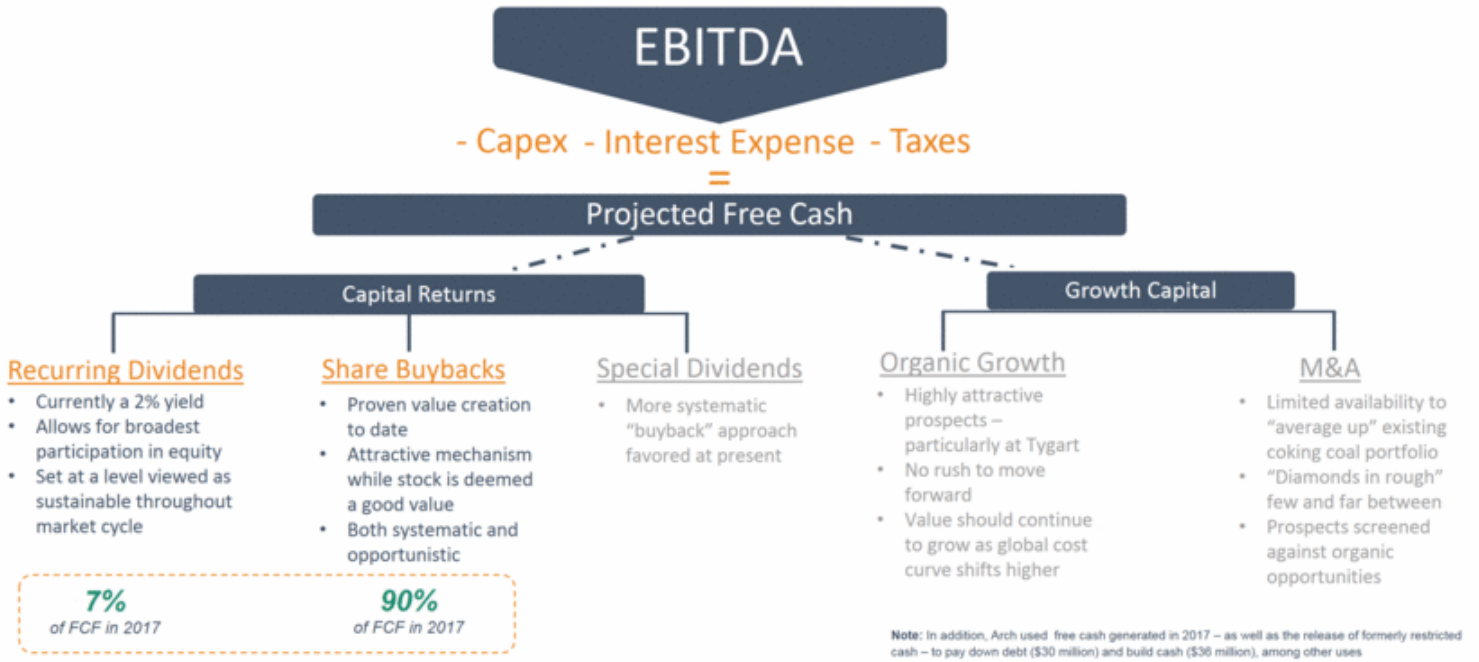 EBITDA
- Capex - Interest Expense - Taxes
=
Projected Free Cash
Capital Returns
Recurring Dividends
• Currently a 2% yield
• Allows for broadest
participation in equity
• Set at a level viewed as
sustainable throughout
market cycle
7%
of FCF in 2017
Share Buybacks
• Proven value creation
to date
• Attractive mechanism
while stock is deemed
a good value
• Both systematic and
opportunistic
90%
of FCF in 2017
Special Dividends
• More systematic
“buyback” approach
favored at present
Growth Capital
Organic Growth
• Highly attractive
prospects –
particularly at Tygart
• No rush to move
forward
• Value should continue
to grow as global cost
curve shifts higher
M&A
• Limited availability to
“average up” existing
coking coal portfolio
• “Diamonds in rough”
few and far between
• Prospects screened
against organic
opportunities
Note: In addition, Arch used free cash generated in 2017 – as well as the release of formerly restricted
cash – to pay down debt ($30 million) and build cash ($36 million), among other uses